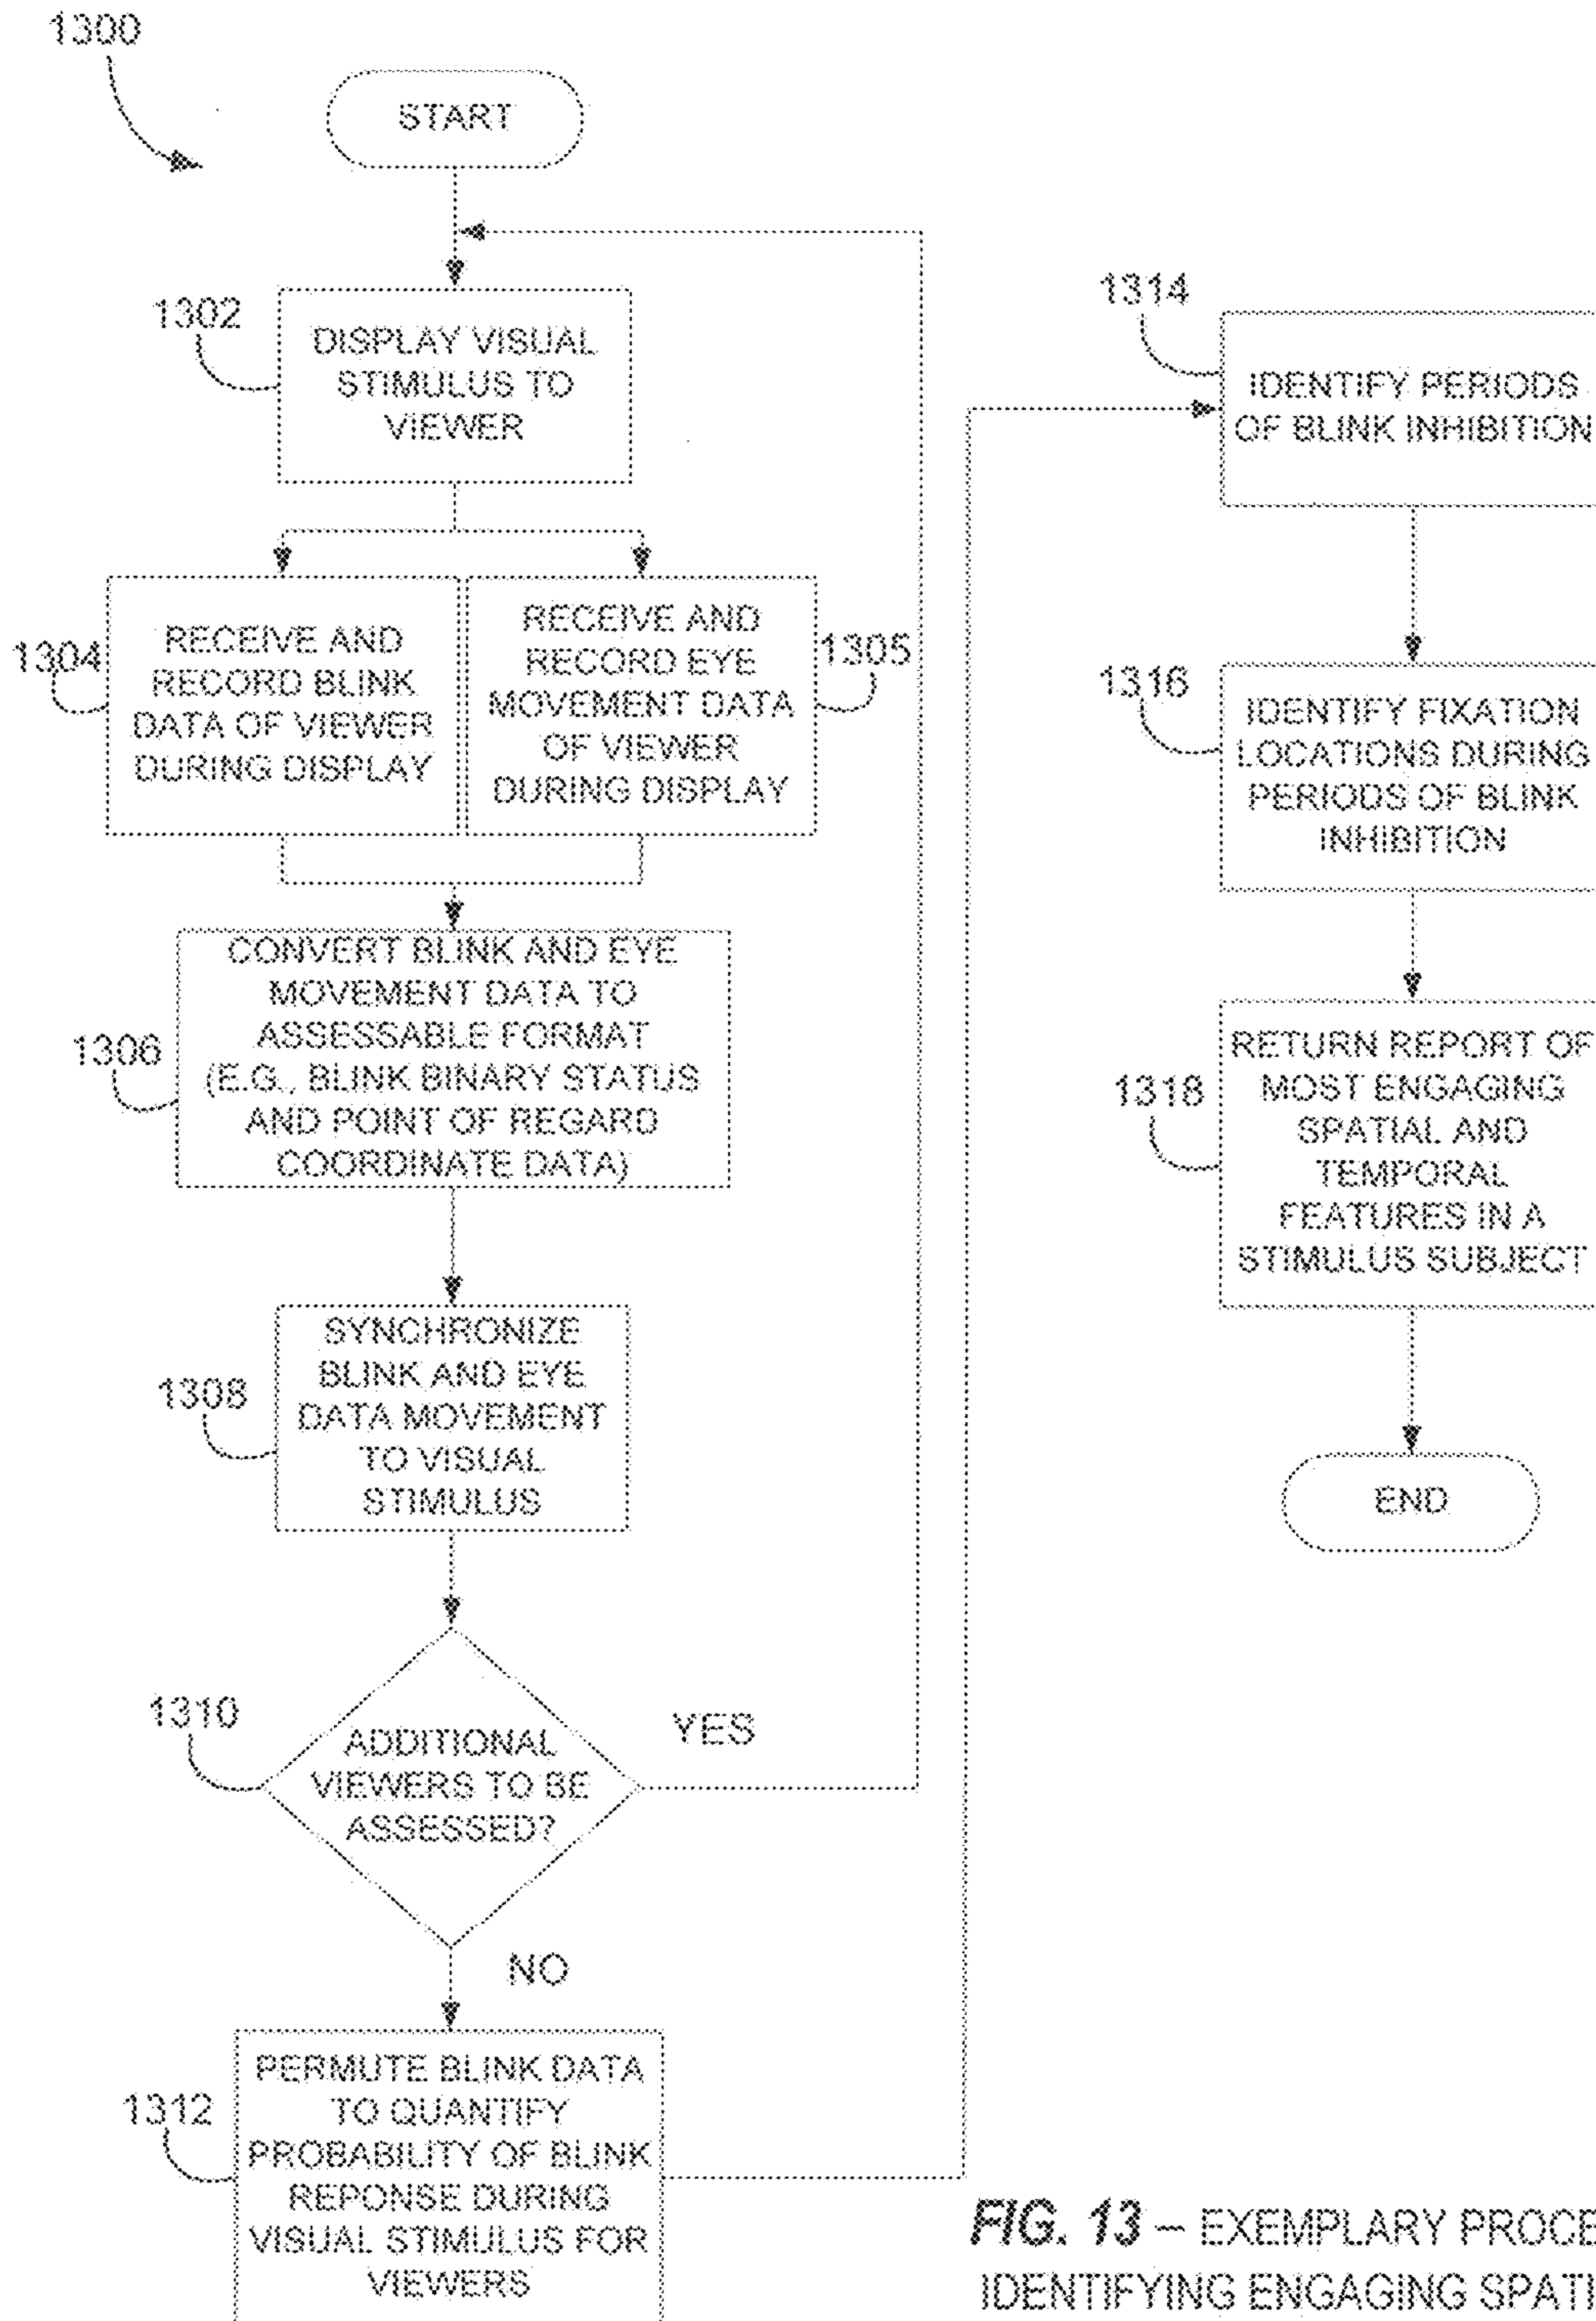 1300
START
1302
DISPLAY VISUAL
STIMULUS TO
VIEWER
1304
RECEIVE AND
RECORD BLINK
DATA OF VIEWER
DURING DISPLAY
RECEIVE AND
RECORD EYE
MOVEMENT DATA
OF VIEWER
DURING DISPLAY
1305
1306
CONVERT BLINK AND EYE
MOVEMENT DATA TO
ASSESSABLE FORMAT
(E.G., BLINK BINARY STATUS
AND POINT OF REGARD
COORDINATE DATA)
1308
SYNCHRONIZE
BLINK AND EYE
DATA MOVEMENT
TO VISUAL
STIMULUS
1310
ADDITIONAL
VIEWERS TO BE
ASSESSED?
YES
NO
1312
PERMUTE BLINK DATA
TO QUANTIFY
PROBABILITY OF BLINK
REPONSE DURING
VISUAL STIMULUS FOR
VIEWERS
1314
IDENTIFY PERIODS
OF BLINK INHIBITION
1316
IDENTIFY FIXATION
LOCATIONS DURING
PERIODS OF BLINK
INHIBITION
1318
RETURN REPORT OF
MOST ENGAGING
SPATIAL AND
TEMPORAL
FEATURES IN A
STIMULUS SUBJECT
END
FIG. 13 – EXEMPLARY
IDENTIFYING ENGAGING